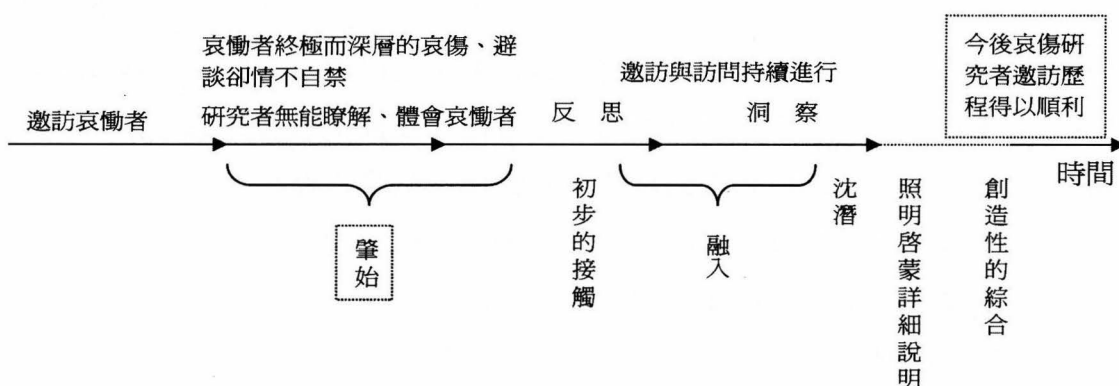 哀慟者終極而深層的哀傷、避
談卻情不自禁
研究者無能瞭解、體會哀慟者
邀訪哀慟者
反 思
邀訪與訪問持續進行
洞 察
今後哀傷研
究者邀訪歷
程得以順利
時間
肇始
初步的接觸
融入
沈潛
照明啓蒙詳細說明
創造性的綜合